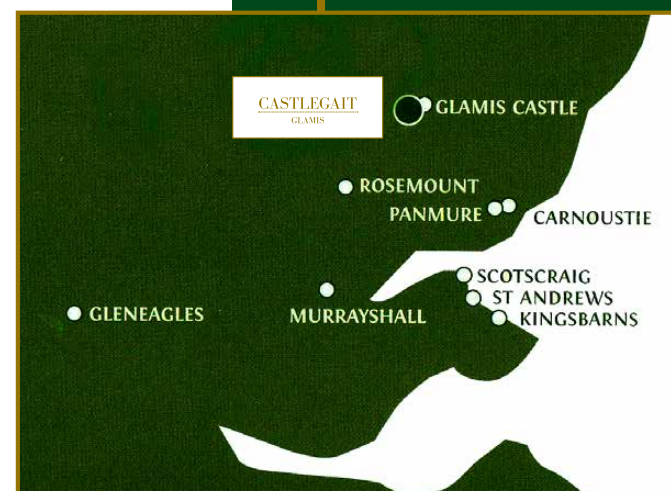 CASTLEGAIT
GLAMIS
GLAMIS CASTLE
ROSEMOUNT
PANMURE
CARNOUSTIE
SCOTSCRAIG
ST ANDREWS
KINGSBARNS
MURRAYSHALL
GLENEAGLES